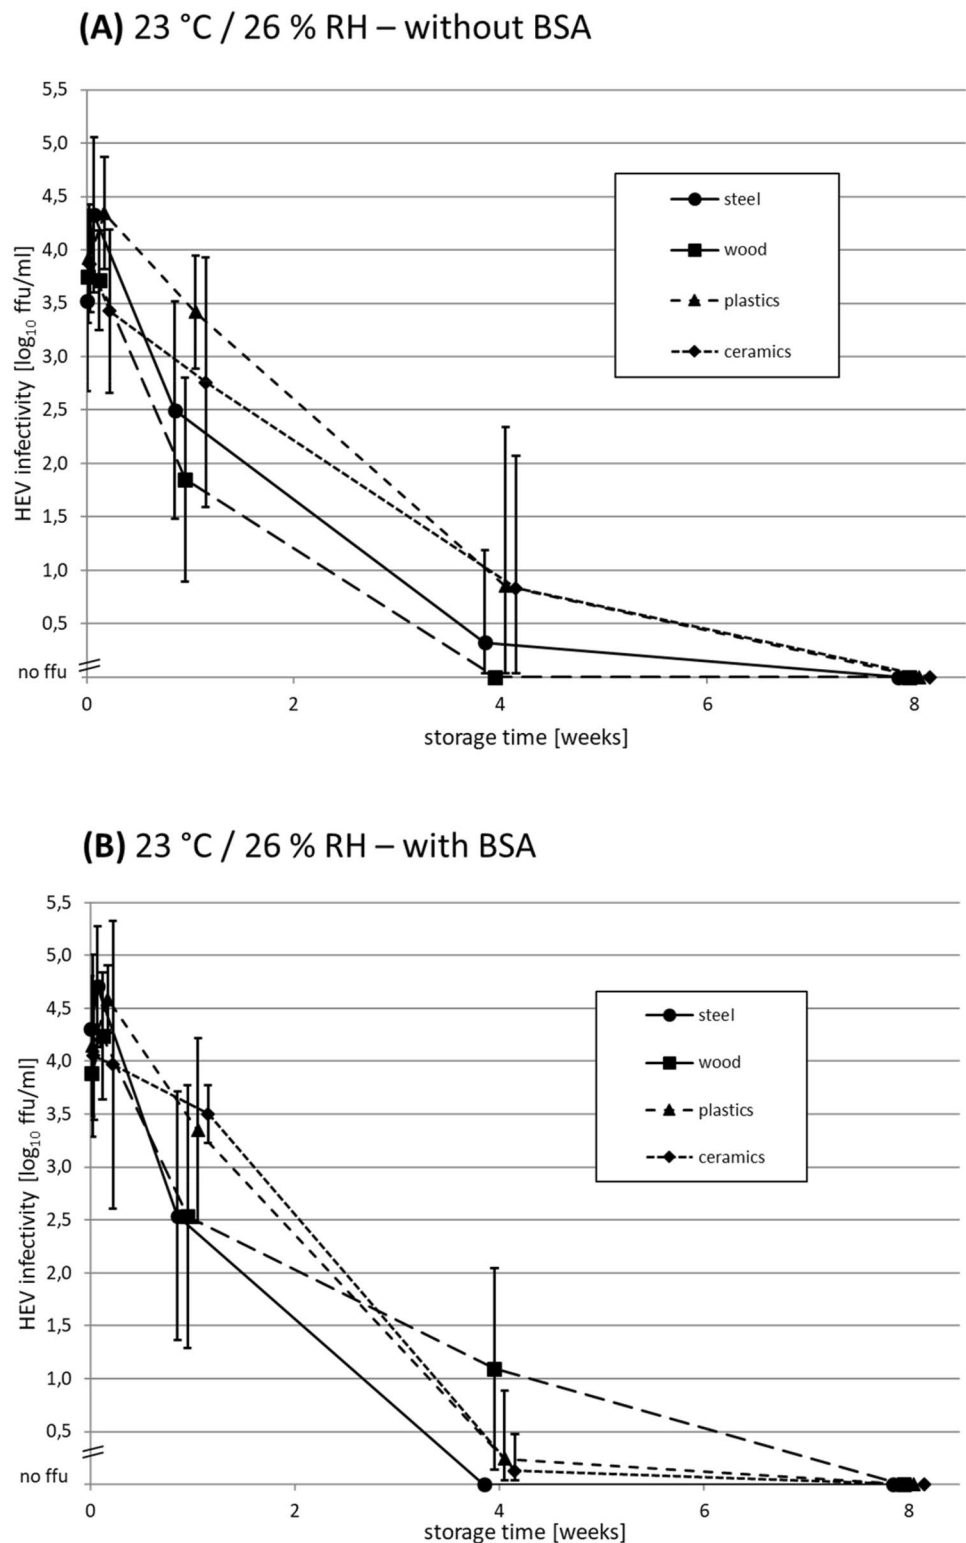 (A) 23 °C / 26 % RH – without BSA
5,5
5,0
4,5
4,0
3,5
3,0
2,5
2,0
1,5
1,0
0,5
no ffu
HEV infectivity [log10 ffu/ml]
steel
wood
plastics
ceramics
0 2 4 6 8
storage time [weeks]
(B) 23 °C / 26 % RH – with BSA
5,5
5,0
4,5
4,0
3,5
3,0
2,5
2,0
1,5
1,0
0,5
no ffu
HEV infectivity [log10 ffu/ml]
steel
wood
plastics
ceramics
0 2 4 6 8
storage time [weeks]